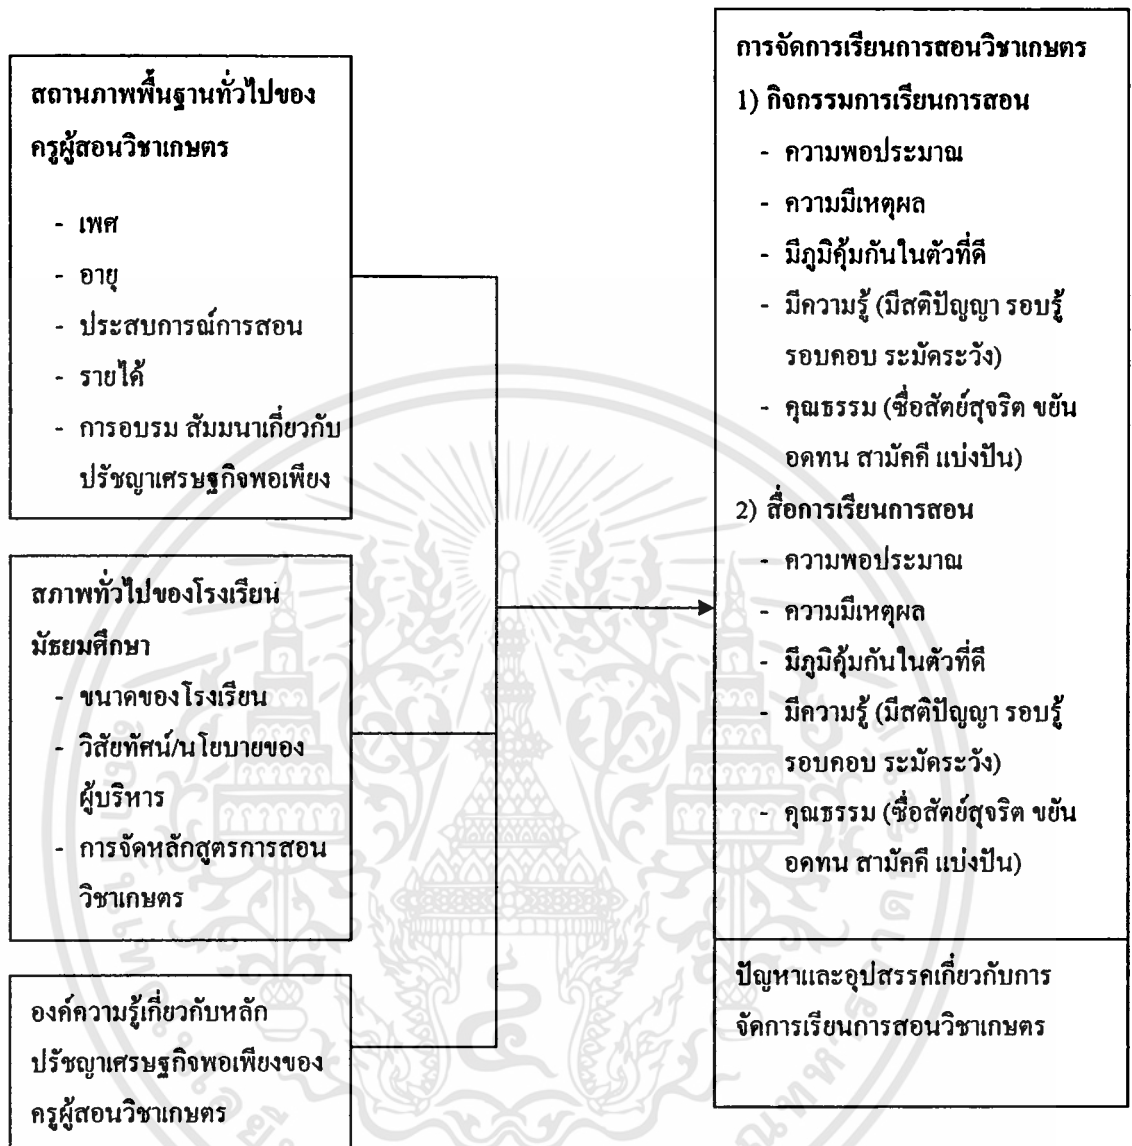 สถานภาพพื้นฐานทั่วไปของ
ครูผู้สอนวิชาเกษตร
- เพศ
- อายุ
- ประสบการณ์การสอน
- รายได้
- การอบรม สัมมนาเกี่ยวกับ
ปรัชญาเศรษฐกิจพอเพียง
สภาพทั่วไปของโรงเรียน
มัธยมศึกษา
- ขนาดของโรงเรียน
- วิสัยทัศน์/นโยบายของ
ผู้บริหาร
- การจัดหลักสูตรการสอน
วิชาเกษตร
องค์ความรู้เกี่ยวกับหลัก
ปรัชญาเศรษฐกิจพอเพียงของ
ครูผู้สอนวิชาเกษตร
การจัดการเรียนการสอนวิชาเกษตร
1) กิจกรรมการเรียนการสอน
- ความพอประมาณ
- ความมีเหตุผล
- มีภูมิคุ้มกันในตัวที่ดี
- มีความรู้ (มีสติปัญญา รอบรู้
รอบคอบ ระมัดระวัง)
- คุณธรรม (ซื่อสัตย์สุจริต ขยัน
อดทน สามัคคี แบ่งปัน)
2) สื่อการเรียนการสอน
- ความพอประมาณ
- ความมีเหตุผล
- มีภูมิคุ้มกันในตัวที่ดี
- มีความรู้ (มีสติปัญญา รอบรู้
รอบคอบ ระมัดระวัง)
- คุณธรรม (ซื่อสัตย์สุจริต ขยัน
อดทน สามัคคี แบ่งปัน)
ปัญหาและอุปสรรคเกี่ยวกับการ
จัดการเรียนการสอนวิชาเกษตร